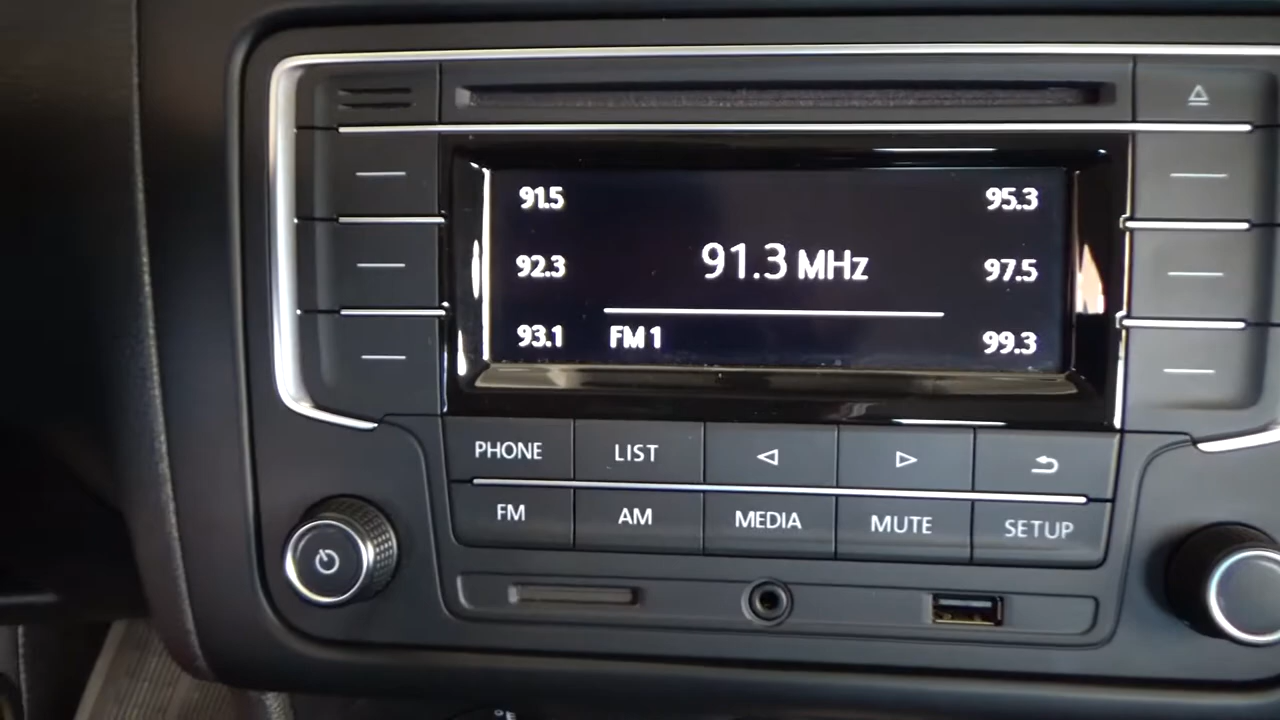 91.5
95.3
92.3
91.3 MHz
97.5
93.1
FM 1
99.3
PHONE LIST
FM AM MEDIA MUTE SETUP